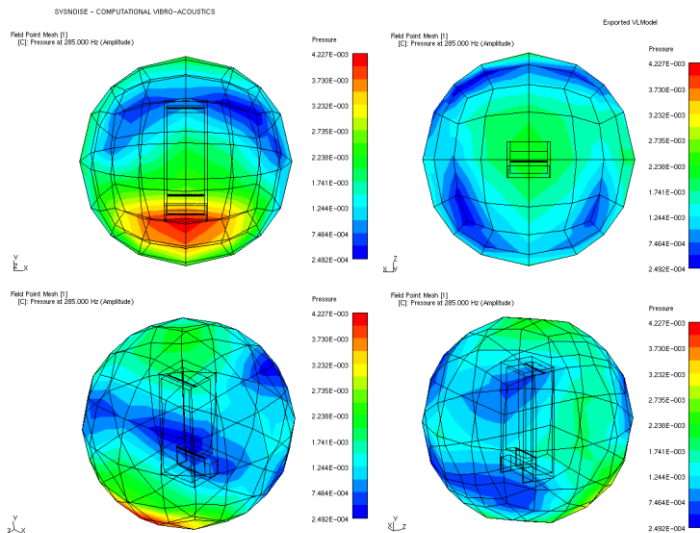 SYSNOISE - COMPUTATIONAL VIBRO-ACOUSTICS
Exported VLModel
Field Point Mesh [1]
[C]: Pressure at 285.000 Hz (Amplitude)
Pressure
4.227E-003
3.730E-003
3.232E-003
2.735E-003
2.238E-003
1.741E-003
1.244E-003
7.464E-004
2.492E-004
Y
Z X
Field Point Mesh [1]
[C]: Pressure at 285.000 Hz (Amplitude)
Pressure
4.227E-003
3.730E-003
3.232E-003
2.735E-003
2.238E-003
1.741E-003
1.244E-003
7.464E-004
2.492E-004
Z
X Y
Field Point Mesh [1]
[C]: Pressure at 285.000 Hz (Amplitude)
Pressure
4.227E-003
3.730E-003
3.232E-003
2.735E-003
2.238E-003
1.741E-003
1.244E-003
7.464E-004
2.492E-004
Y
Z X
Field Point Mesh [1]
[C]: Pressure at 285.000 Hz (Amplitude)
Pressure
4.227E-003
3.730E-003
3.232E-003
2.735E-003
2.238E-003
1.741E-003
1.244E-003
7.464E-004
2.492E-004
Y
X Z